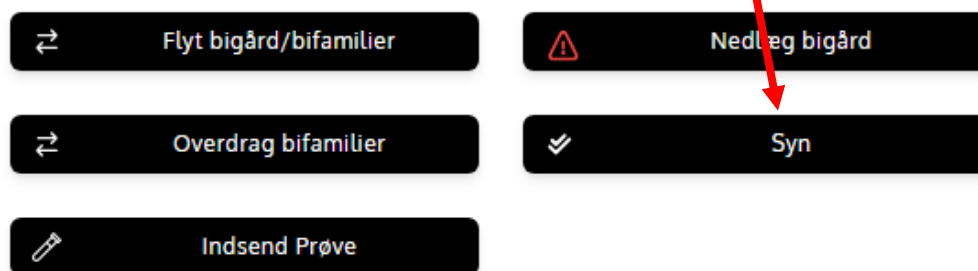 Flyt bigård/bifamilier
Nedlæg bigård
Overdrag bifamilier
Syn
Indsend Prøve